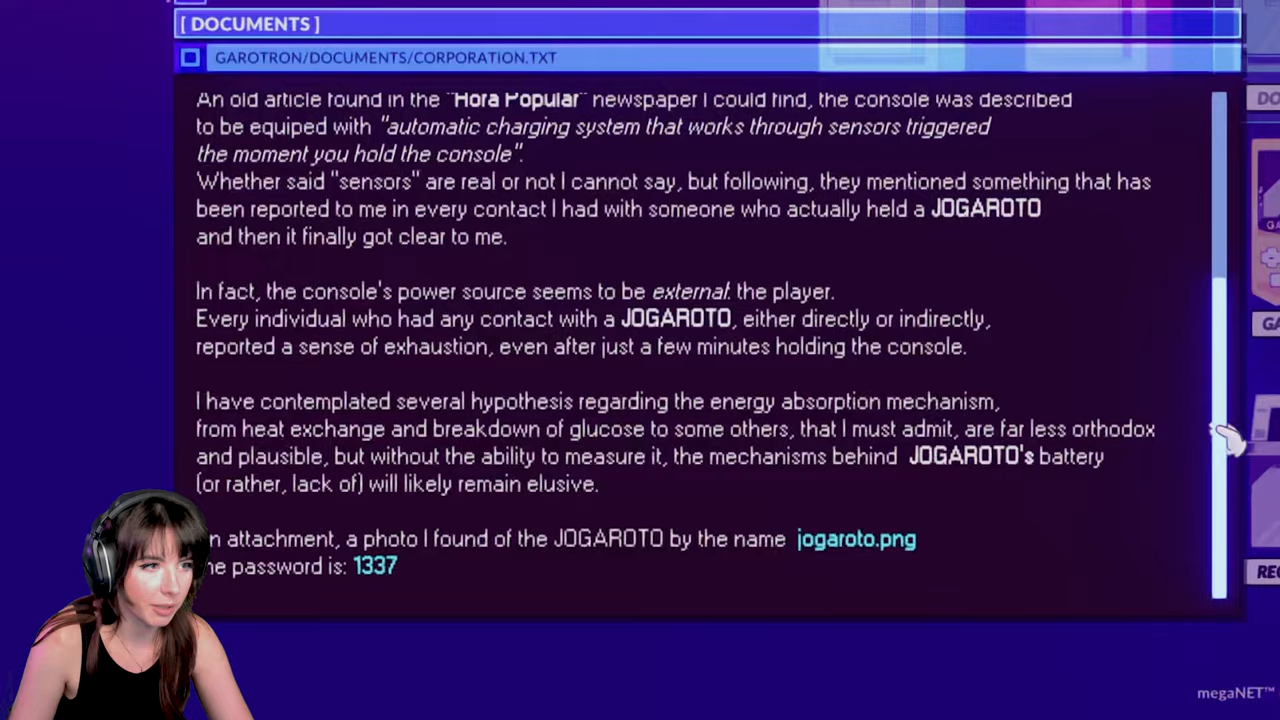 [ DOCUMENTS ]
GAROTRON/DOCUMENTS/CORPORATION.TXT
An old article found in the "Hora Popular" newspaper I could find, the console was described
to be equiped with "automatic charging system that works through sensors triggered
the moment you hold the console".
Whether said "sensors" are real or not I cannot say, but following, they mentioned something that has
been reported to me in every contact I had with someone who actually held a JOGAROTO
and then it finally got clear to me.
In fact, the console's power source seems to be external: the player.
Every individual who had any contact with a JOGAROTO, either directly or indirectly,
reported a sense of exhaustion, even after just a few minutes holding the console.
I have contemplated several hypothesis regarding the energy absorption mechanism,
from heat exchange and breakdown of glucose to some others, that I must admit, are far less orthodox
and plausible, but without the ability to measure it, the mechanisms behind JOGAROTO's battery
(or rather, lack of) will likely remain elusive.
n attachment, a photo I found of the JOGAROTO by the name jogaroto.png
he password is: 1337
DO
GA
REC
megaNET™